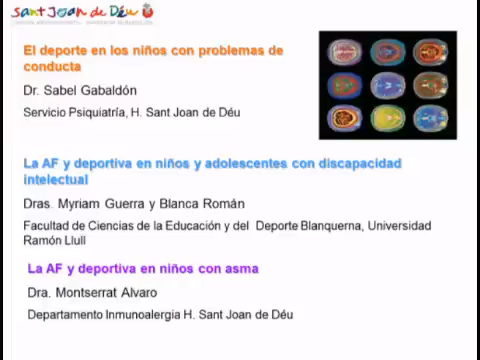 Sant Joan de Déu
El deporte en los niños con problemas de
conducta
Dr. Sabel Gabaldón
Servicio Psiquiatría, H. Sant Joan de Déu
La AF y deportiva en niños y adolescentes con discapacidad
intelectual
Dras. Myriam Guerra y Blanca Román
Facultad de Ciencias de la Educación y del Deporte Blanquerna, Universidad
Ramón Llull
La AF y deportiva en niños con asma
Dra. Montserrat Alvaro
Departamento Inmunoalergia H. Sant Joan de Déu